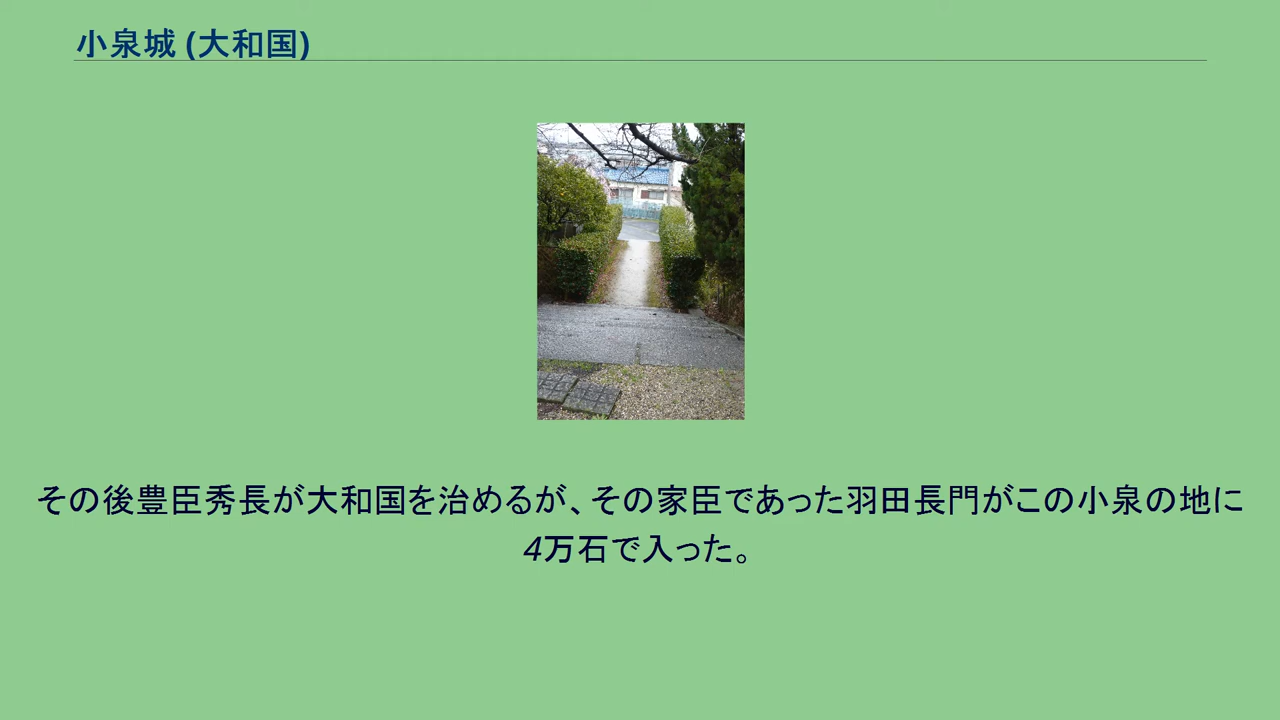 小泉城 (大和国)
その後豊臣秀長が大和国を治めるが、その家臣であった羽田長門がこの小泉の地に
4万石で入った。